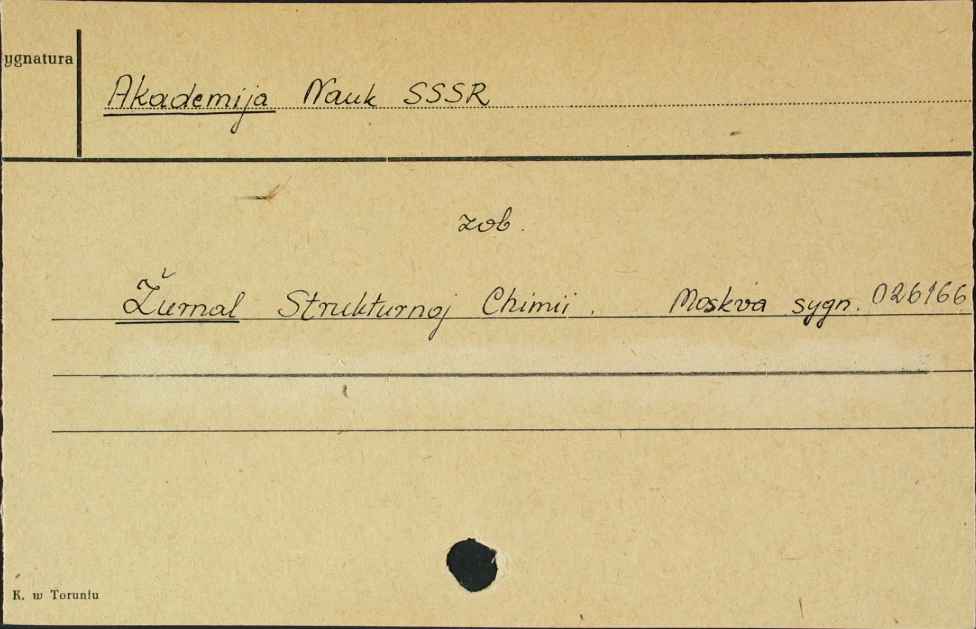 ygnatura
Akademija Nauk SSSR
zob.
Žurnal Strukturnoj Chimii. Moskva sygn. 026166
K. w Toruniu